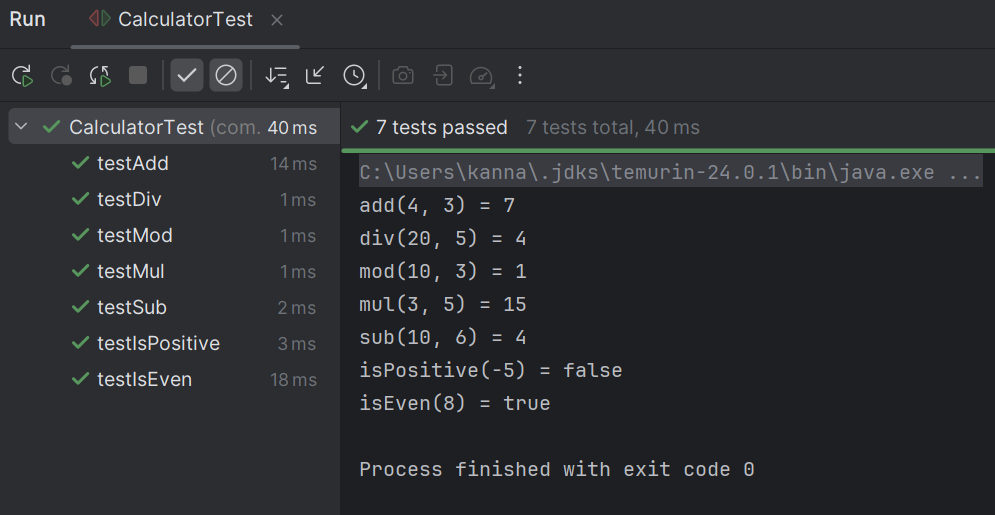 Run CalculatorTest
CalculatorTest (com. 40 ms
testAdd 14 ms
testDiv 1 ms
testMod 1 ms
testMul 1 ms
testSub 2 ms
testIsPositive 3 ms
testIsEven 18 ms
7 tests passed 7 tests total, 40 ms
C:\Users\kanna\.jdks\temurin-24.0.1\bin\java.exe ...
add(4, 3) = 7
div(20, 5) = 4
mod(10, 3) = 1
mul(3, 5) = 15
sub(10, 6) = 4
isPositive(-5) = false
isEven(8) = true
Process finished with exit code 0